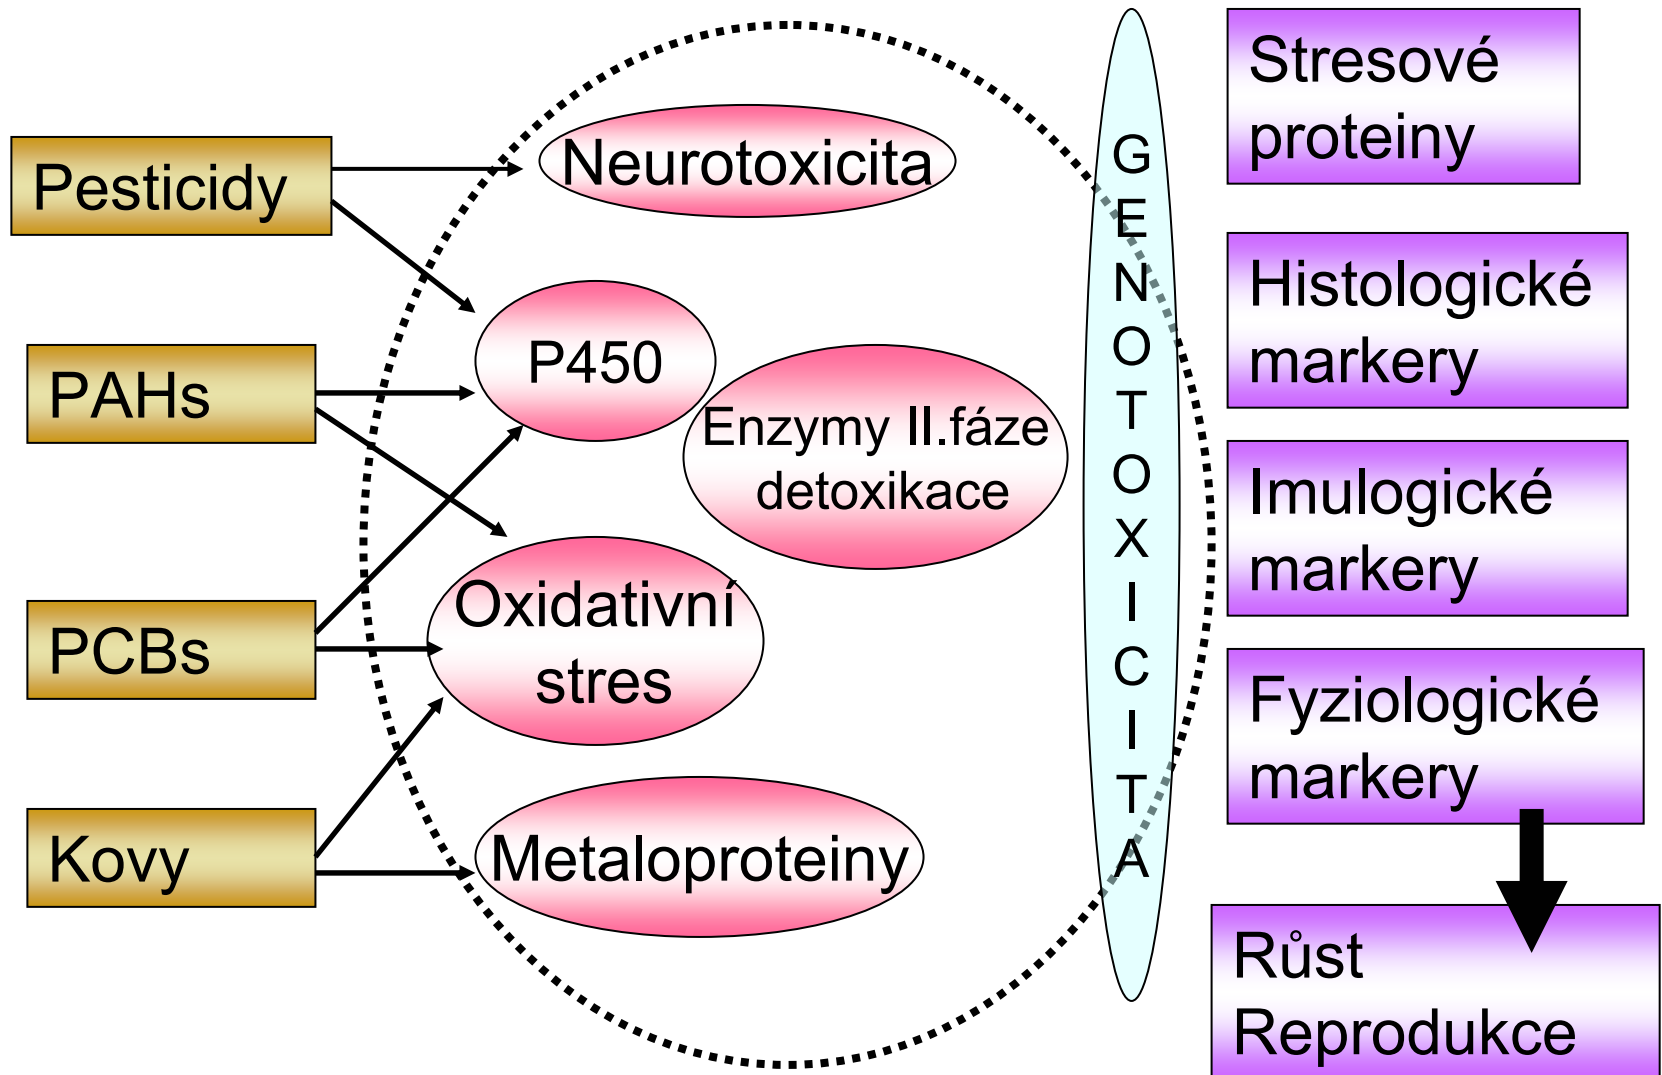 Pesticidy
PAHs
PCBs
Kovy
Neurotoxicita
P450
Enzymy II.fáze
detoxikace
Oxidativní
stres
Metaloproteiny
G
E
N
O
T
O
X
I
C
I
T
A
Stresové
proteiny
Histologické
markery
Imulogické
markery
Fyziologické
markery
Růst
Reprodukce